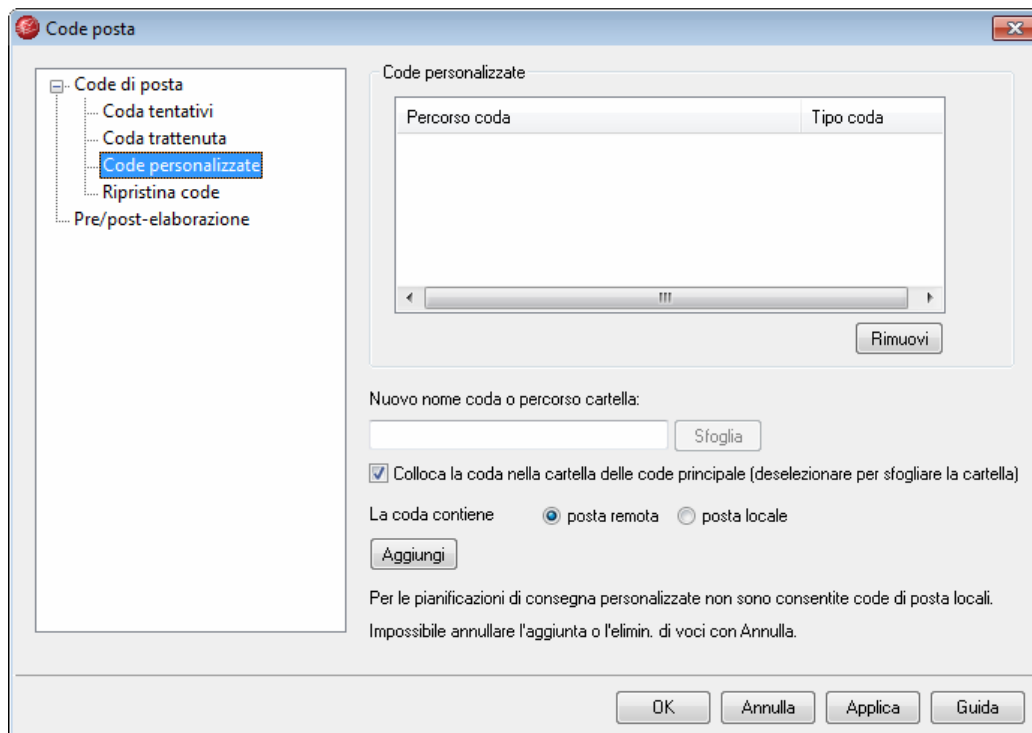 Code posta
Code di posta
Coda tentativi
Coda trattenuta
Code personalizzate
Ripristina code
Pre/post-elaborazione
Code personalizzate
Percorso coda Tipo coda
Rimuovi
Nuovo nome coda o percorso cartella:
Sfoglia
Colloca la coda nella cartella delle code principale (deselezionare per sfogliare la cartella)
La coda contiene posta remota posta locale
Aggiungi
Per le pianificazioni di consegna personalizzate non sono consentite code di posta locali.
Impossibile annullare l'aggiunta o l'elimin. di voci con Annulla.
OK Annulla Applica Guida